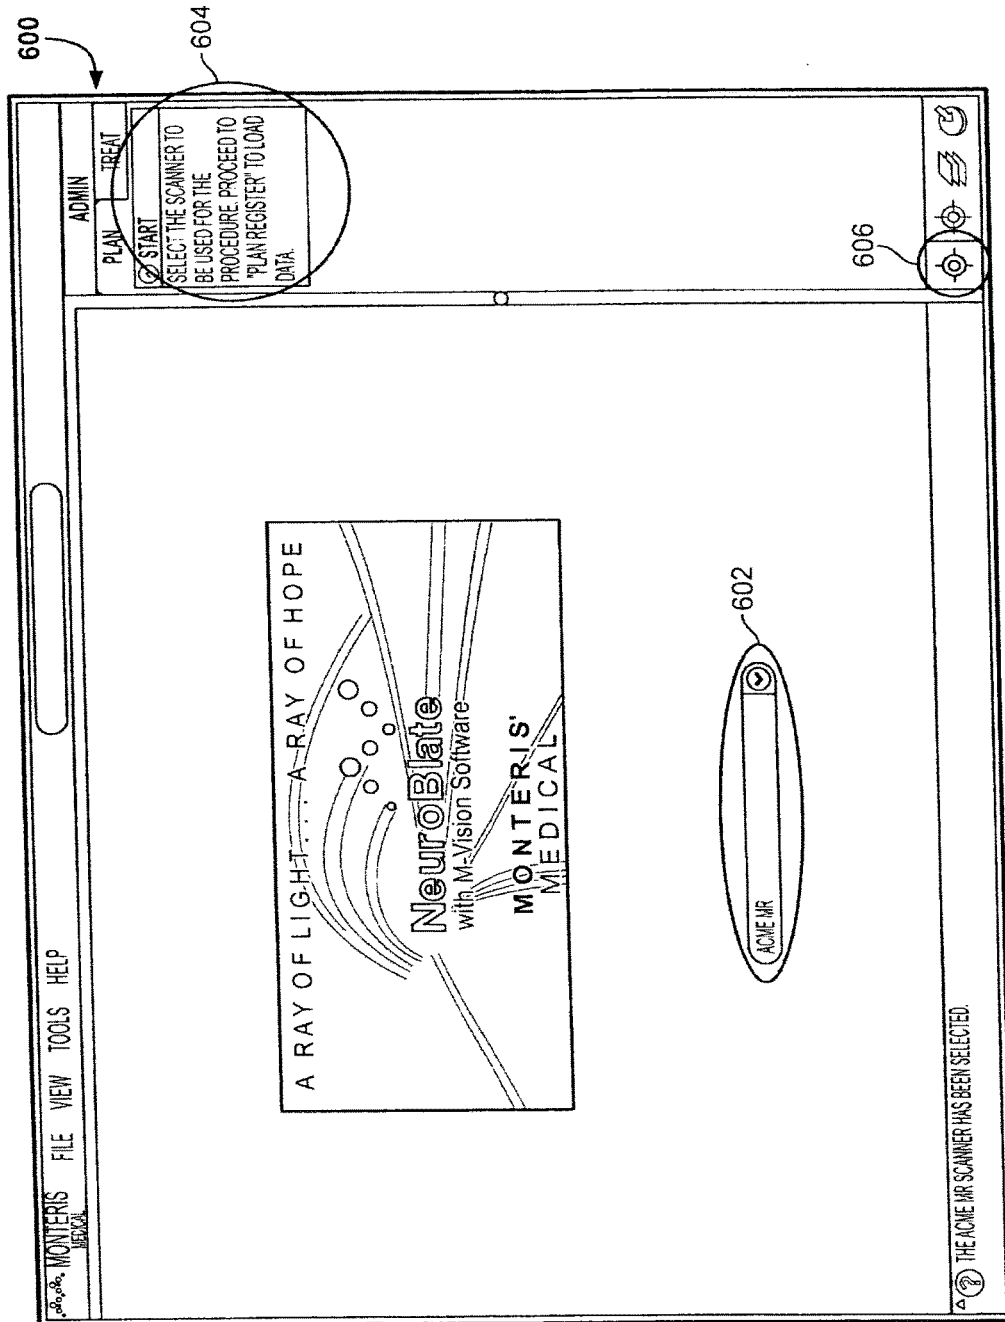 600
MONTERIS FILE VIEW TOOLS HELP
MEDICAL
ADMIN
PLAN TREAT
START
SELECT THE SCANNER TO
BE USED FOR THE
PROCEDURE. PROCEED TO
"PLAN REGISTER" TO LOAD
DATA.
604
A RAY OF LIGHT.... A RAY OF HOPE
NeuroBlate
with M-Vision Software
MONTERIS'
MEDICAL
602
ACME MR
606
? THE ACME MR SCANNER HAS BEEN SELECTED.